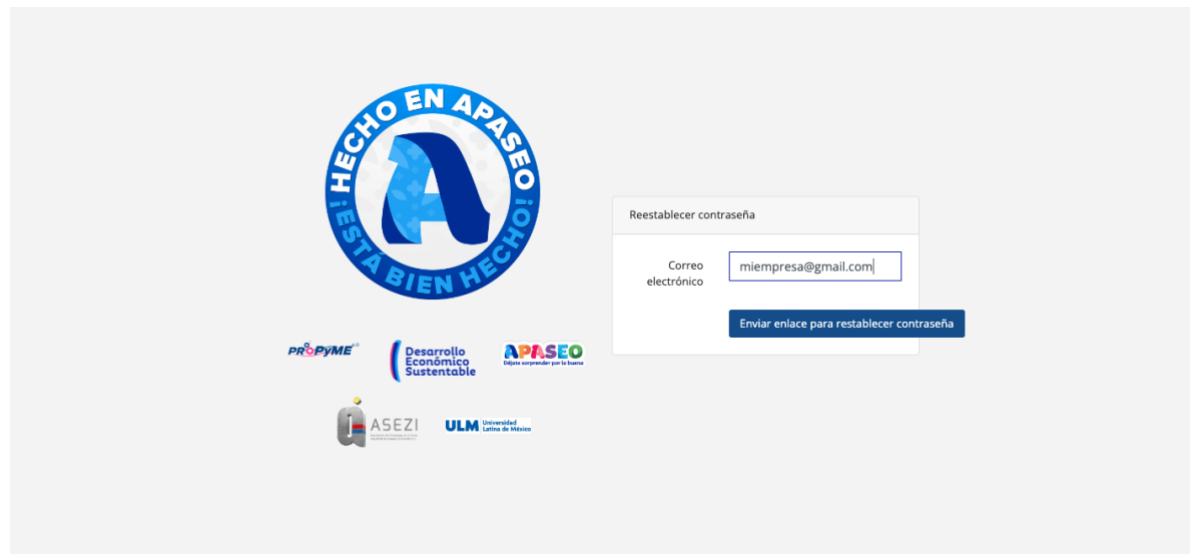 HECHO EN APASEO
¡ESTÁ BIEN HECHO!
A
PROPYME
Desarrollo
Económico
Sustentable
APASEO
Déjate sorprender por lo bueno
ASEZI
ULM Universidad
Latina de México
Reestablecer contraseña
Correo
electrónico
miempresa@gmail.com
Enviar enlace para restablecer contraseña